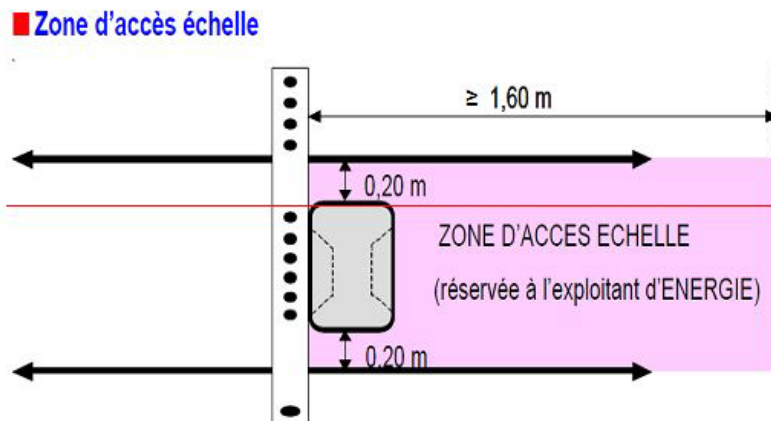 Zone d'accès échelle
≥ 1,60 m
0,20 m
ZONE D'ACCES ECHELLE
(réservée à l'exploitant d'ENERGIE)
0,20 m